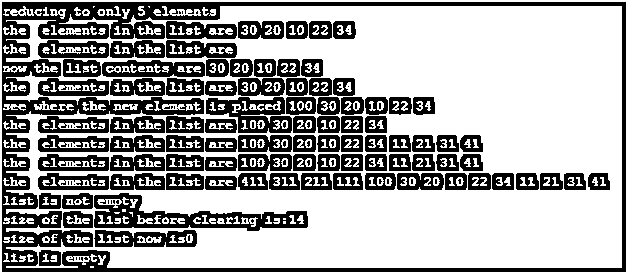 reducing to only 5 elements
the  elements in the list are 30 20 10 22 34
the  elements in the list are
now the list contents are 30 20 10 22 34
the  elements in the list are 30 20 10 22 34
see where the new element is placed 100 30 20 10 22 34
the  elements in the list are 100 30 20 10 22 34
the  elements in the list are 100 30 20 10 22 34 11 21 31 41
the  elements in the list are 100 30 20 10 22 34 11 21 31 41
the  elements in the list are 411 311 211 111 100 30 20 10 22 34 11 21 31 41
list is not empty
size of the list before clearing is:14
size of the list now is0
list is empty